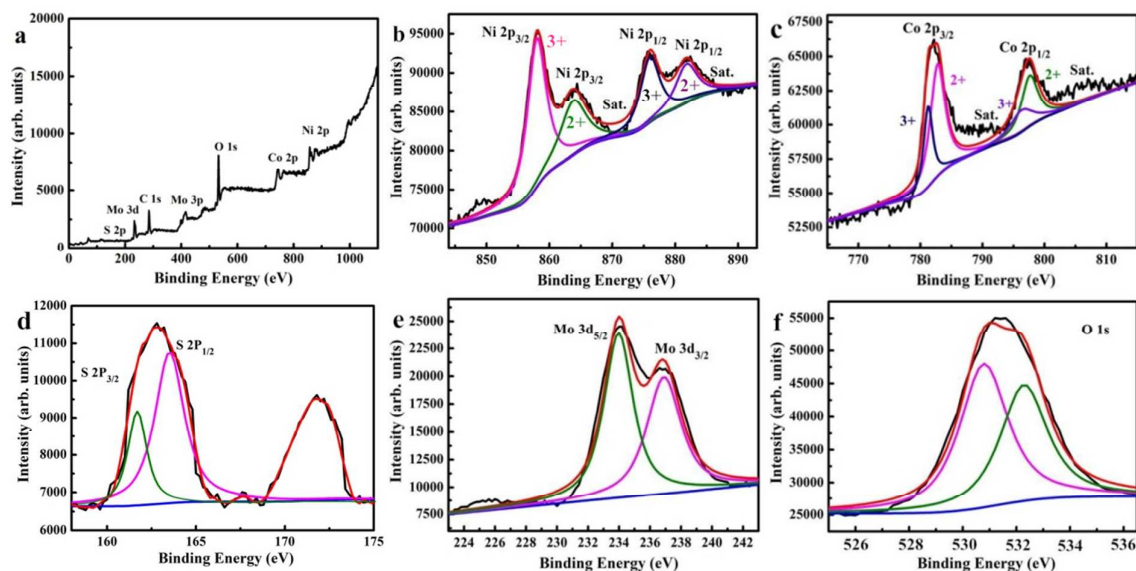 a
20000
15000
10000
5000
0
Intensity (arb. units)
S 2p
Mo 3d
C 1s
Mo 3p
O 1s
Co 2p
Ni 2p
0 200 400 600 800 1000
Binding Energy (eV)
b
95000
90000
85000
80000
75000
70000
Intensity (arb. units)
Ni 2p3/2
3+
Ni 2p3/2
2+
Sat.
Ni 2p1/2
3+
Ni 2p1/2
2+
Sat.
850 860 870 880 890
Binding Energy (eV)
c
67500
65000
62500
60000
57500
55000
52500
Intensity (arb. units)
Co 2p3/2
2+
3+
Sat.
Co 2p1/2
2+
3+
Sat.
770 780 790 800 810
Binding Energy (eV)
d
12000
11000
10000
9000
8000
7000
6000
Intensity (arb. units)
S 2P3/2
S 2P1/2
160 165 170 175
Binding Energy (eV)
e
25000
22500
20000
17500
15000
12500
10000
7500
Intensity (arb. units)
Mo 3d5/2
Mo 3d3/2
224 226 228 230 232 234 236 238 240 242
Binding Energy (eV)
f
55000
50000
45000
40000
35000
30000
25000
Intensity (arb. units)
O 1s
526 528 530 532 534 536
Binding Energy (eV)